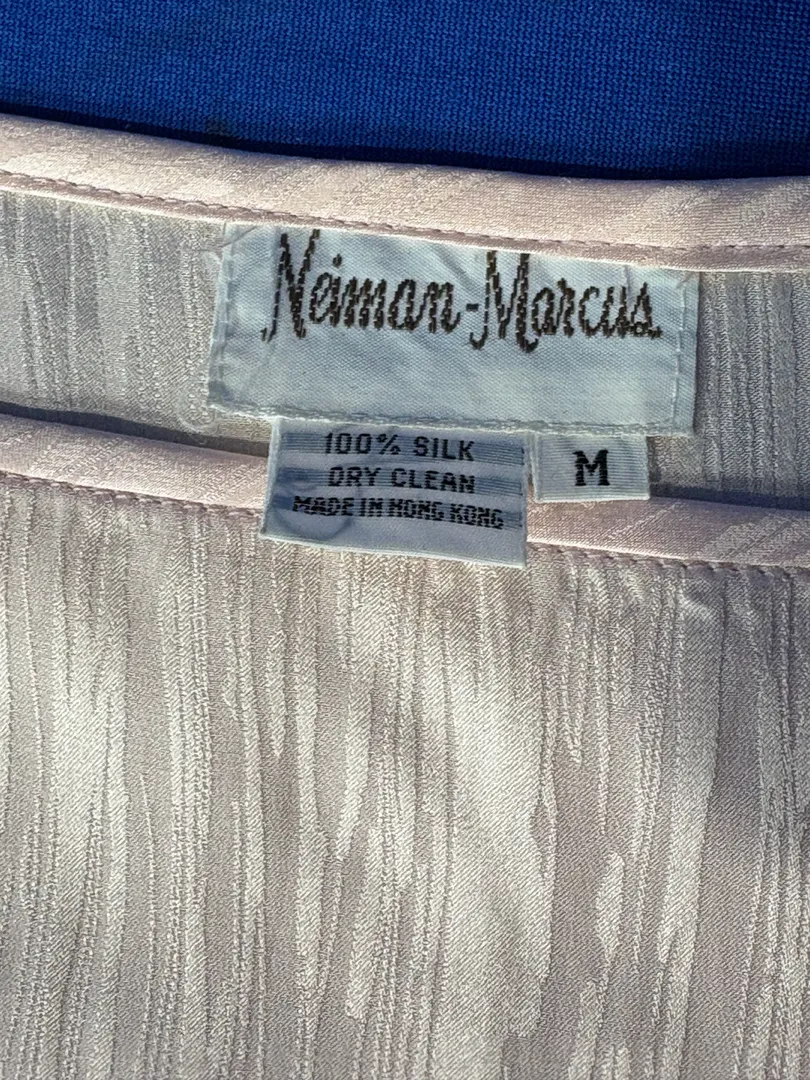 Neiman-Marcus
100% SILK
DRY CLEAN
MADE IN HONG KONG
M